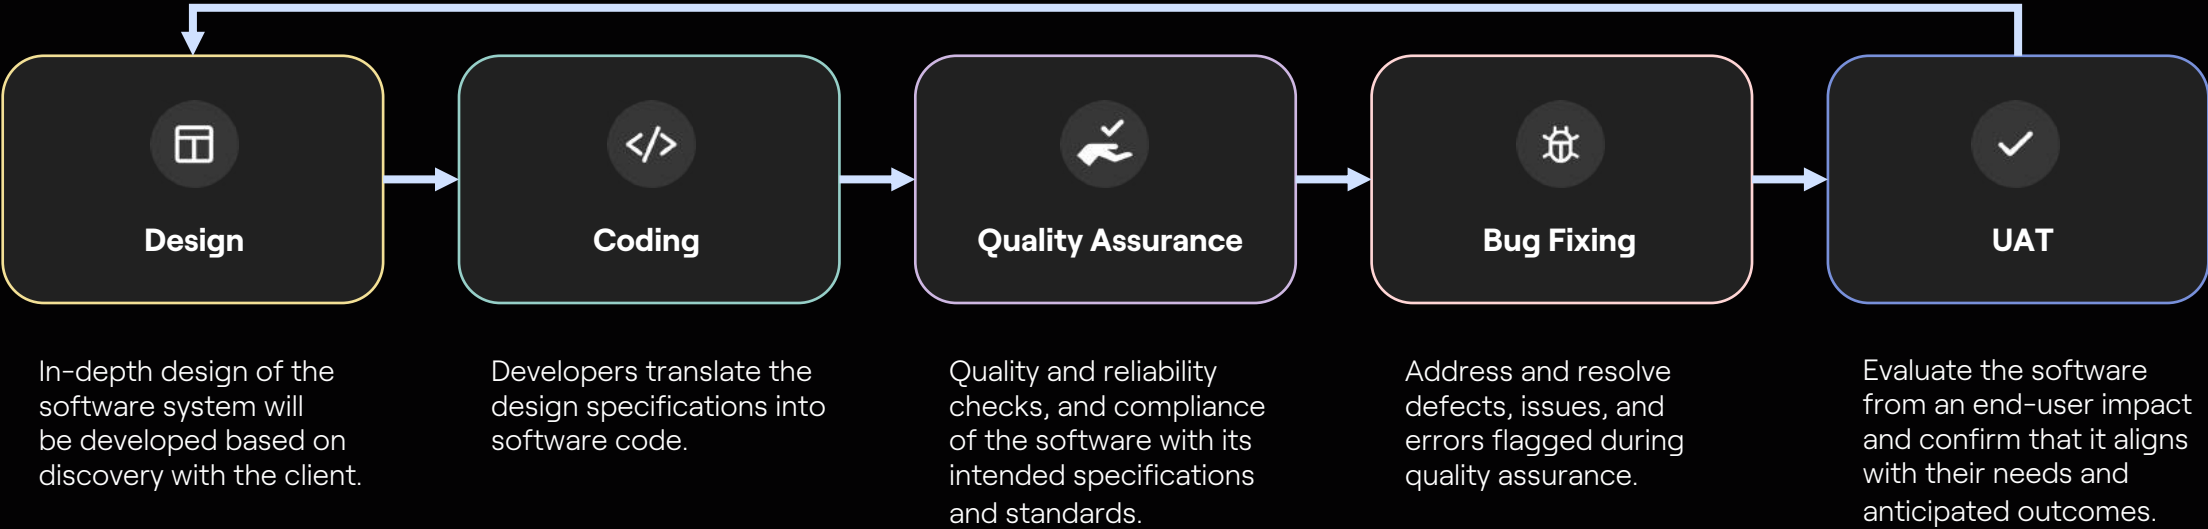 Design
Coding
Quality Assurance
Bug Fixing
UAT
In-depth design of the
software system will
be developed based on
discovery with the client.
Developers translate the
design specifications into
software code.
Quality and reliability
checks, and compliance
of the software with its
intended specifications
and standards.
Address and resolve
defects, issues, and
errors flagged during
quality assurance.
Evaluate the software
from an end-user impact
and confirm that it aligns
with their needs and
anticipated outcomes.